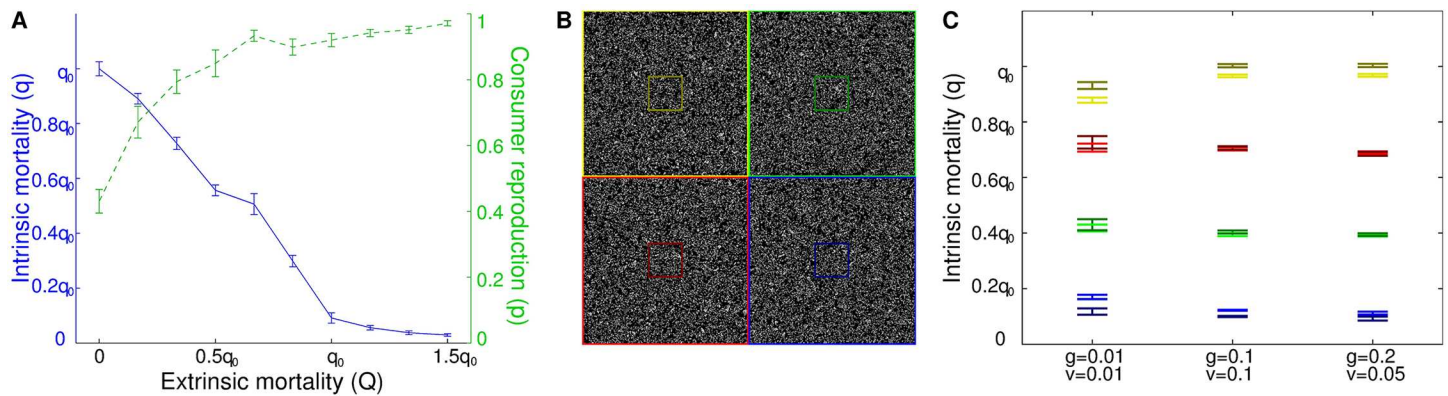 A
Intrinsic mortality (q)
q₀
0.8q₀
0.6q₀
0.4q₀
0.2q₀
0
0
0.5q₀
q₀
1.5q₀
Extrinsic mortality (Q)
1
0.8
0.6
0.4
0.2
0
Consumer reproduction (p)
B
C
Intrinsic mortality (q)
q₀
0.8q₀
0.6q₀
0.4q₀
0.2q₀
0
g=0.01
v=0.01
g=0.1
v=0.1
g=0.2
v=0.05